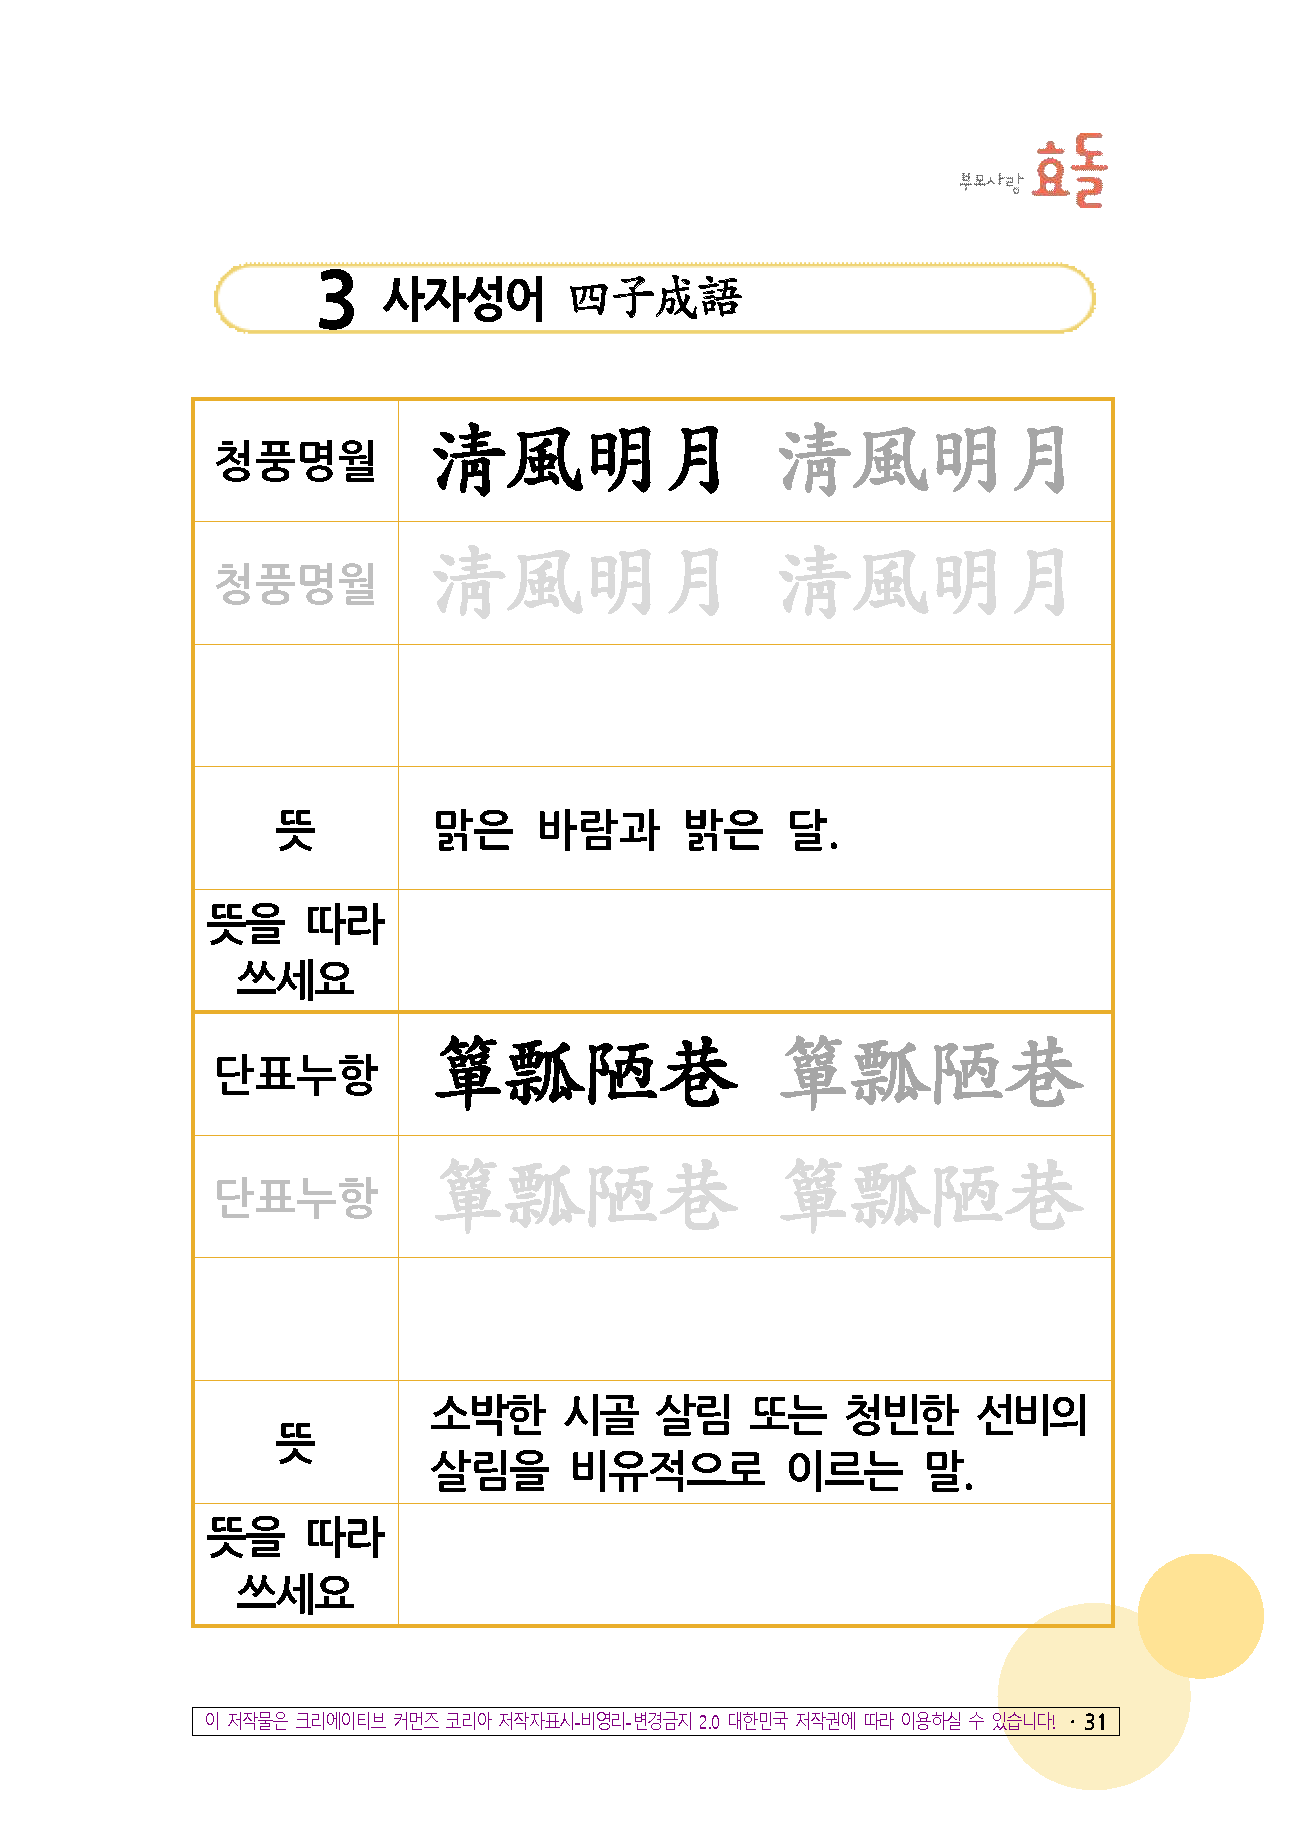 부모사랑 효돌
3 사자성어 四子成語
청풍명월 淸風明月 淸風明月
청풍명월 淸風明月 淸風明月
뜻 맑은 바람과 밝은 달.
뜻을 따라
쓰세요
단표누항 簞瓢陋巷 簞瓢陋巷
단표누항 簞瓢陋巷 簞瓢陋巷
뜻 소박한 시골 살림 또는 청빈한 선비의
살림을 비유적으로 이르는 말.
뜻을 따라
쓰세요
이 저작물은 크리에이티브 커먼즈 코리아 저작자표시-비영리-변경금지 2.0 대한민국 저작권에 따라 이용하실 수 있습니다! · 31